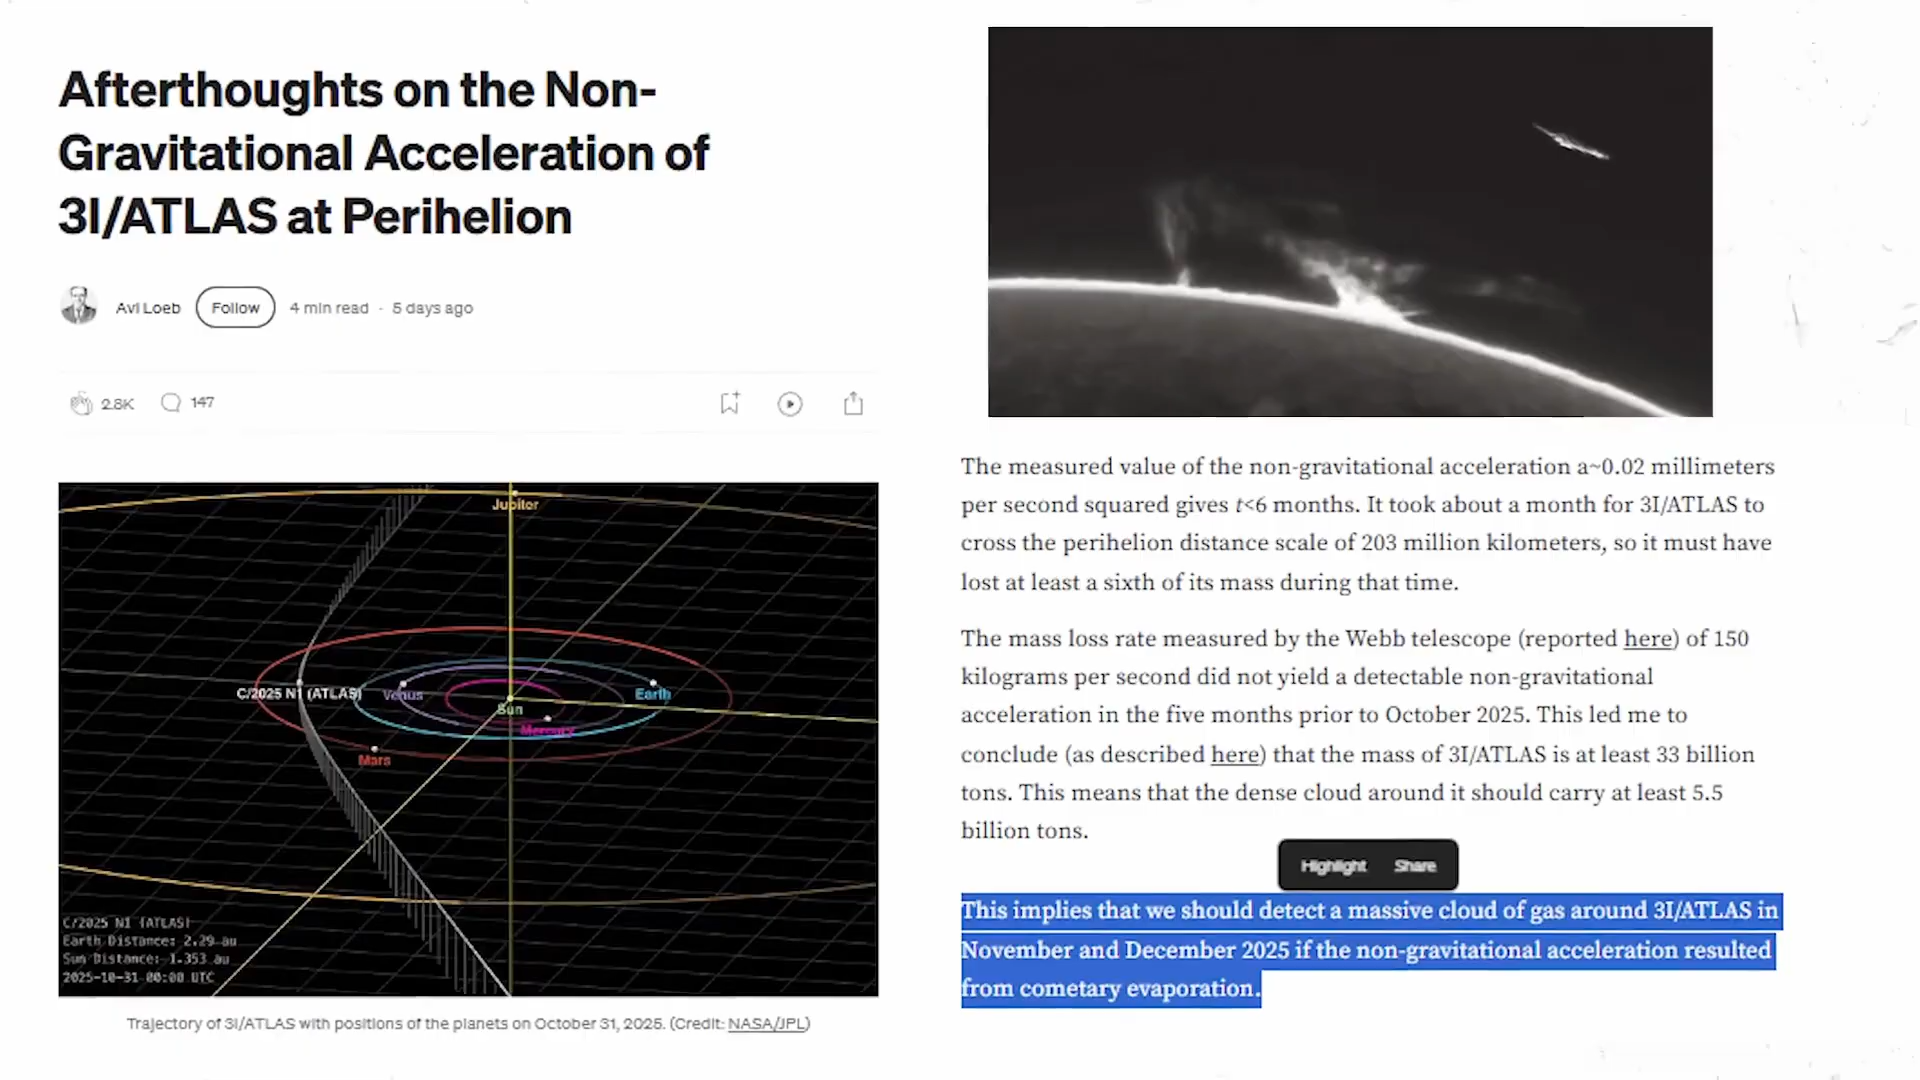 Afterthoughts on the Non-
Gravitational Acceleration of
3I/ATLAS at Perihelion
Avi Loeb
Follow
4 min read · 5 days ago
2.8K
147
Jupiter
C/2025 N1 (ATLAS)
Venus
Earth
Sun
Mercury
Mars
C/2025 N1 (ATLAS)
Earth Distance: 2.29 au
Sun Distance: 1.353 au
2025-10-31 00:00 UTC
Trajectory of 3I/ATLAS with positions of the planets on October 31, 2025. (Credit: NASA/JPL)
The measured value of the non-gravitational acceleration a~0.02 millimeters
per second squared gives t<6 months. It took about a month for 3I/ATLAS to
cross the perihelion distance scale of 203 million kilometers, so it must have
lost at least a sixth of its mass during that time.
The mass loss rate measured by the Webb telescope (reported here) of 150
kilograms per second did not yield a detectable non-gravitational
acceleration in the five months prior to October 2025. This led me to
conclude (as described here) that the mass of 3I/ATLAS is at least 33 billion
tons. This means that the dense cloud around it should carry at least 5.5
billion tons.
Highlight Share
This implies that we should detect a massive cloud of gas around 3I/ATLAS in
November and December 2025 if the non-gravitational acceleration resulted
from cometary evaporation.